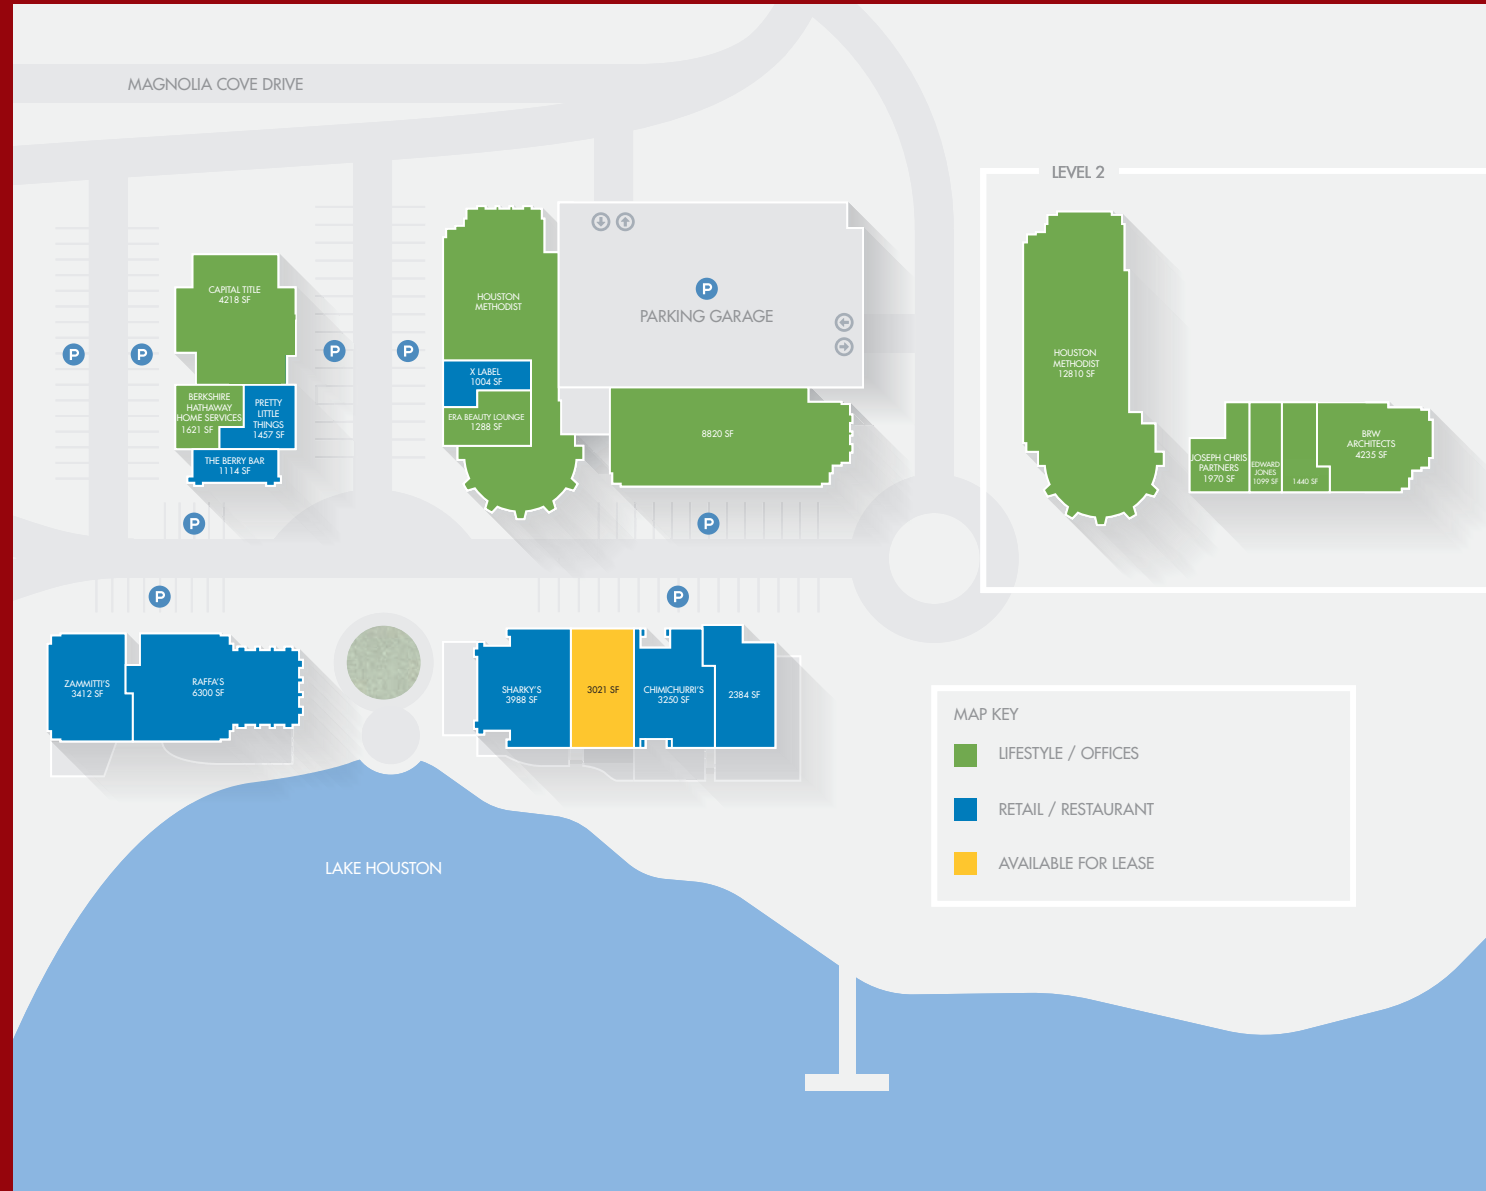 MAGNOLIA COVE DRIVE
LEVEL 2
CAPITAL TITLE
4218 SF
BERKSHIRE
HATHAWAY
HOME SERVICES
1621 SF
PRETTY
LITTLE
THINGS
1457 SF
THE BERRY BAR
1114 SF
P
P
P
P
HOUSTON
METHODIST
X LABEL
1004 SF
ERA BEAUTY LOUNGE
1288 SF
P
PARKING GARAGE
8820 SF
HOUSTON
METHODIST
12810 SF
JOSEPH CHRIS
PARTNERS
1970 SF
EDWARD
JONES
1099 SF
1440 SF
BRW
ARCHITECTS
4235 SF
P
P
P
P
ZAMMITTI'S
3412 SF
RAFFA'S
6300 SF
SHARKY'S
3988 SF
3021 SF
CHIMICHURRI'S
3250 SF
2384 SF
MAP KEY
LIFESTYLE / OFFICES
RETAIL / RESTAURANT
AVAILABLE FOR LEASE
LAKE HOUSTON